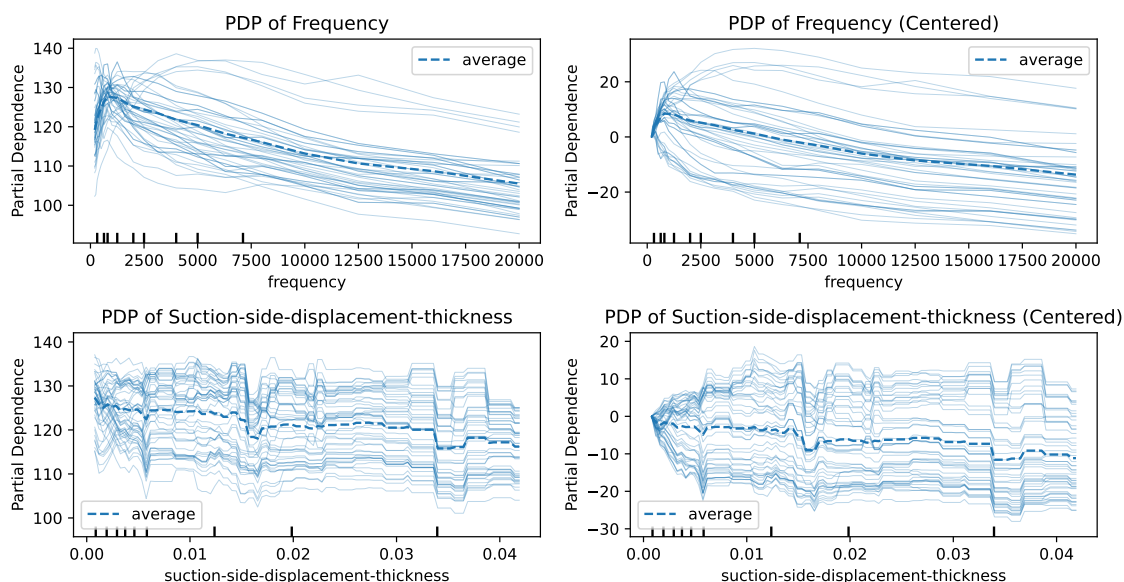 PDP of Frequency
140
130
120
110
100
Partial Dependence
average
0 2500 5000 7500 10000 12500 15000 17500 20000
frequency
PDP of Frequency (Centered)
20
0
−20
Partial Dependence
average
0 2500 5000 7500 10000 12500 15000 17500 20000
frequency
PDP of Suction-side-displacement-thickness
140
130
120
110
100
Partial Dependence
average
0.00 0.01 0.02 0.03 0.04
suction-side-displacement-thickness
PDP of Suction-side-displacement-thickness (Centered)
20
10
0
−10
−20
−30
Partial Dependence
average
0.00 0.01 0.02 0.03 0.04
suction-side-displacement-thickness